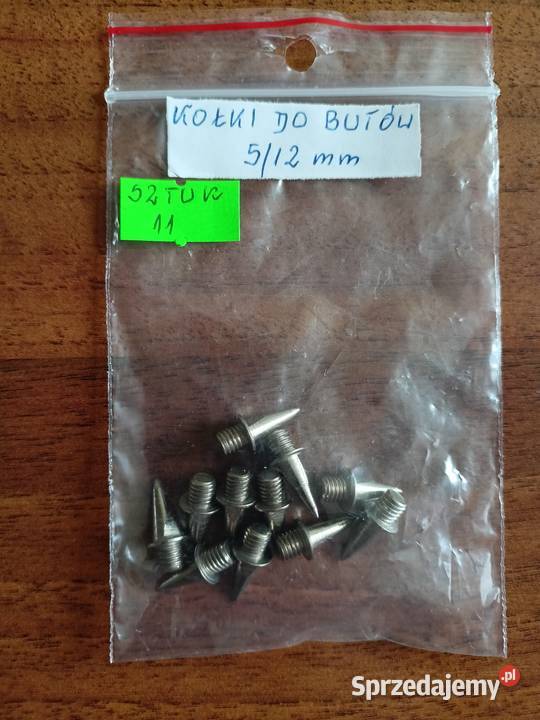 KOŁKI DO BUTÓW
5/12 mm
SZTUK
11
Sprzedajemy.pl